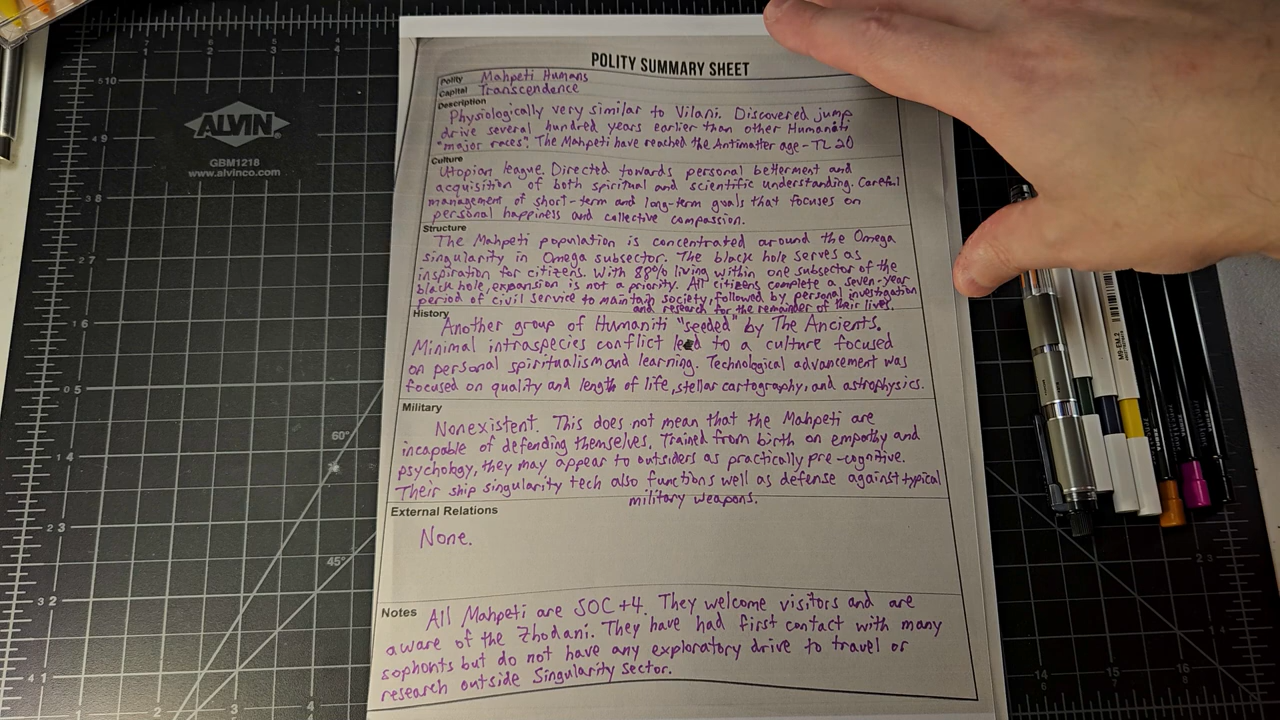 ALVIN
GBM1218
www.alvinco.com
POLITY SUMMARY SHEET
Polity Mahpeti Humans
Capital Transcendence
Description
Physiologically very similar to Vilani. Discovered jump
drive several hundred years earlier than other Humaniti
"major races". The Mahpeti have reached the Antimatter age - TL 20
Culture
Utopian league. Directed towards personal betterment and
acquisition of both spiritual and scientific understanding. Careful
management of short-term and long-term goals that focuses on
personal happiness and collective compassion.
Structure
The Mahpeti population is concentrated around the Omega
singularity in Omega subsector. The black hole serves as
inspiration for citizens. With 88% living within one subsector of the
black hole, expansion is not a priority. All citizens complete a seven-year
period of civil service to maintain society, followed by personal investigation
and research for the remainder of their lives.
History
Another group of Humaniti "seeded" by The Ancients.
Minimal intraspecies conflict lead to a culture focused
on personal spiritualism and learning. Technological advancement was
focused on quality and length of life, stellar cartography, and astrophysics.
Military
Nonexistent. This does not mean that the Mahpeti are
incapable of defending themselves. Trained from birth on empathy and
psychology, they may appear to outsiders as practically pre-cognitive.
Their ship singularity tech also functions well as defense against typical
military weapons.
External Relations
None.
Notes All Mahpeti are SOC +4. They welcome visitors and are
aware of the Zhodani. They have had first contact with many
sophonts but do not have any exploratory drive to travel or
research outside Singularity sector.
60°
45°